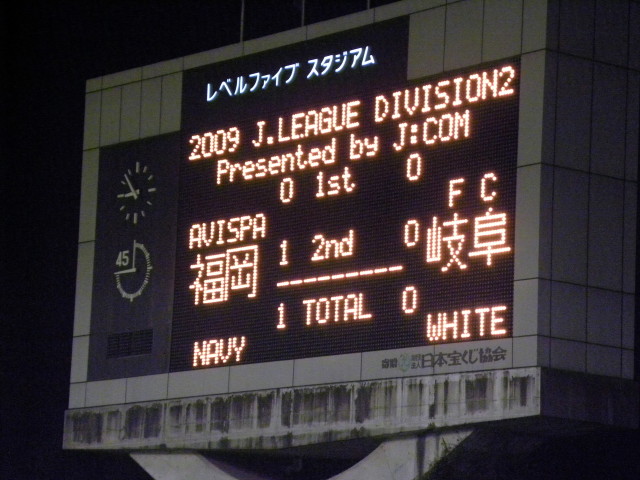 レベルファイブ スタジアム
2009 J.LEAGUE DIVISION2
Presented by J:COM
0 1st 0
AVISPA FC
福岡 1 2nd 0 岐阜
1 TOTAL 0
NAVY WHITE
45
日本宝くじ協会